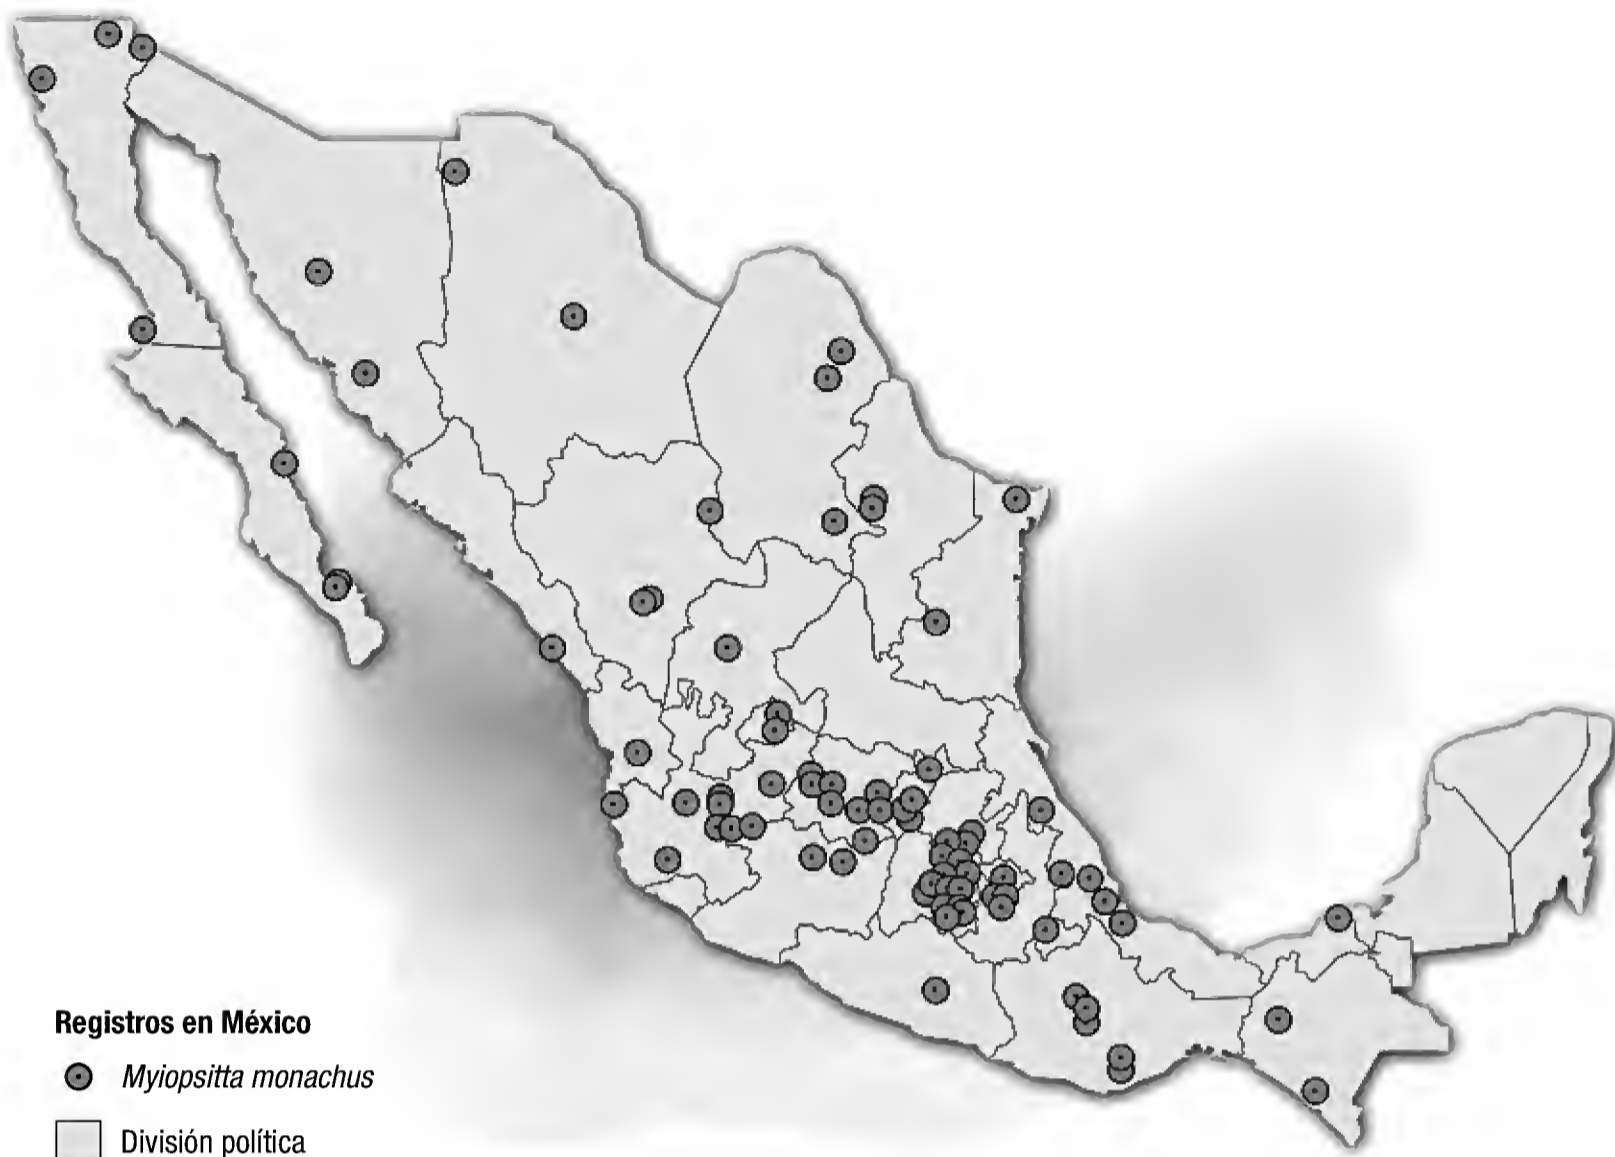 Registros en México
Myiopsitta monachus
División política